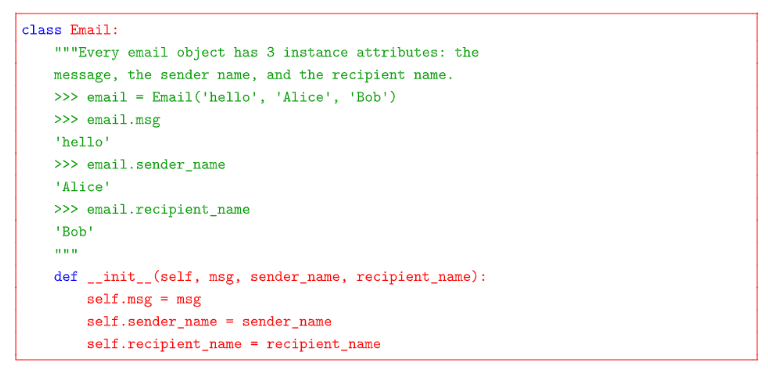 class Email:
    """Every email object has 3 instance attributes: the
    message, the sender name, and the recipient name.
    >>> email = Email('hello', 'Alice', 'Bob')
    >>> email.msg
    'hello'
    >>> email.sender_name
    'Alice'
    >>> email.recipient_name
    'Bob'
    """
    def __init__(self, msg, sender_name, recipient_name):
        self.msg = msg
        self.sender_name = sender_name
        self.recipient_name = recipient_name